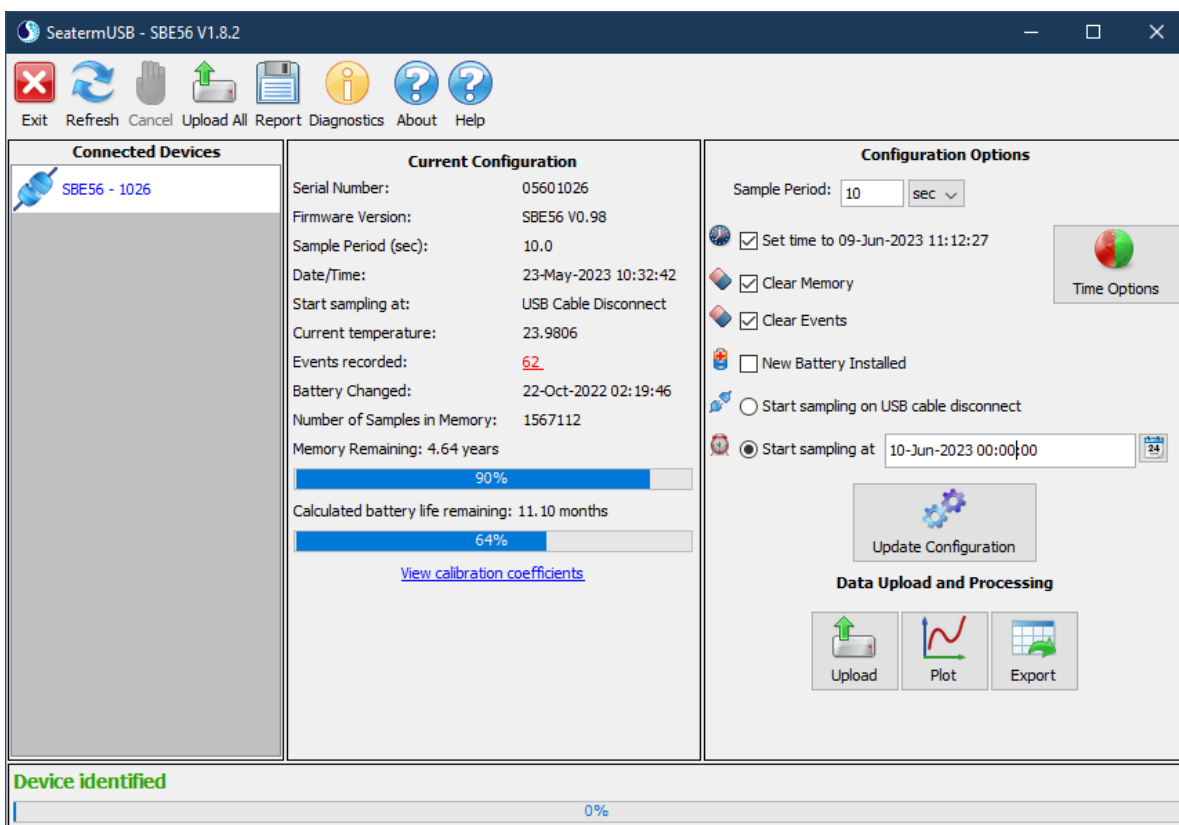 SeatermUSB - SBE56 V1.8.2
Exit Refresh Cancel Upload All Report Diagnostics About Help
Connected Devices
SBE56 - 1026
Current Configuration
Serial Number: 05601026
Firmware Version: SBE56 V0.98
Sample Period (sec): 10.0
Date/Time: 23-May-2023 10:32:42
Start sampling at: USB Cable Disconnect
Current temperature: 23.9806
Events recorded: 62
Battery Changed: 22-Oct-2022 02:19:46
Number of Samples in Memory: 1567112
Memory Remaining: 4.64 years
90%
Calculated battery life remaining: 11.10 months
64%
View calibration coefficients
Configuration Options
Sample Period: 10 sec
Set time to 09-Jun-2023 11:12:27
Time Options
Clear Memory
Clear Events
New Battery Installed
Start sampling on USB cable disconnect
Start sampling at 10-Jun-2023 00:00:00
24
Update Configuration
Data Upload and Processing
Upload Plot Export
Device identified
0%